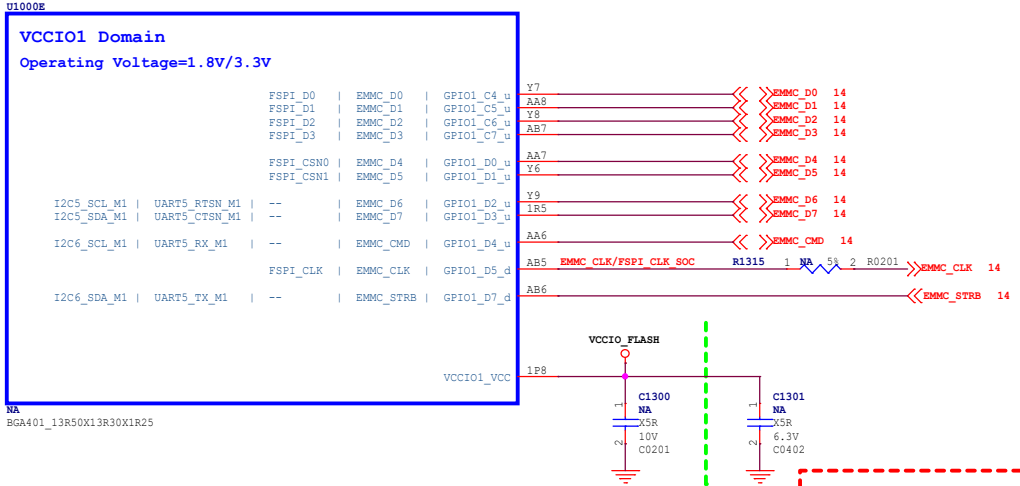 U1000E
VCCIO1 Domain
Operating Voltage=1.8V/3.3V
FSPI_D0 | EMMC_D0 | GPIO1_C4_u Y7 EMMC_D0 14
FSPI_D1 | EMMC_D1 | GPIO1_C5_u AA8 EMMC_D1 14
FSPI_D2 | EMMC_D2 | GPIO1_C6_u Y8 EMMC_D2 14
FSPI_D3 | EMMC_D3 | GPIO1_C7_u AB7 EMMC_D3 14
FSPI_CSN0 | EMMC_D4 | GPIO1_D0_u AA7 EMMC_D4 14
FSPI_CSN1 | EMMC_D5 | GPIO1_D1_u Y6 EMMC_D5 14
I2C5_SCL_M1 | UART5_RTSN_M1 | -- | EMMC_D6 | GPIO1_D2_u Y9 EMMC_D6 14
I2C5_SDA_M1 | UART5_CTSN_M1 | -- | EMMC_D7 | GPIO1_D3_u 1R5 EMMC_D7 14
I2C6_SCL_M1 | UART5_RX_M1 | -- | EMMC_CMD | GPIO1_D4_u AA6 EMMC_CMD 14
FSPI_CLK | EMMC_CLK | GPIO1_D5_d AB5 EMMC_CLK/FSPI_CLK_SOC R1315 1 NA 5% 2 R0201 EMMC_CLK 14
I2C6_SDA_M1 | UART5_TX_M1 | -- | EMMC_STRB | GPIO1_D7_d AB6 EMMC_STRB 14
VCCIO_FLASH
VCCIO1_VCC 1P8
NA
BGA401_13R50X13R30X1R25
1
2
C1300
NA
X5R
10V
C0201
1
2
C1301
NA
X5R
6.3V
C0402